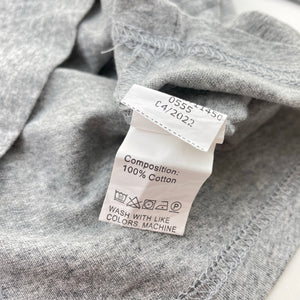 0555
04/2022
Composition:
100% Cotton
WASH WITH LIKE
COLORS MACHINE